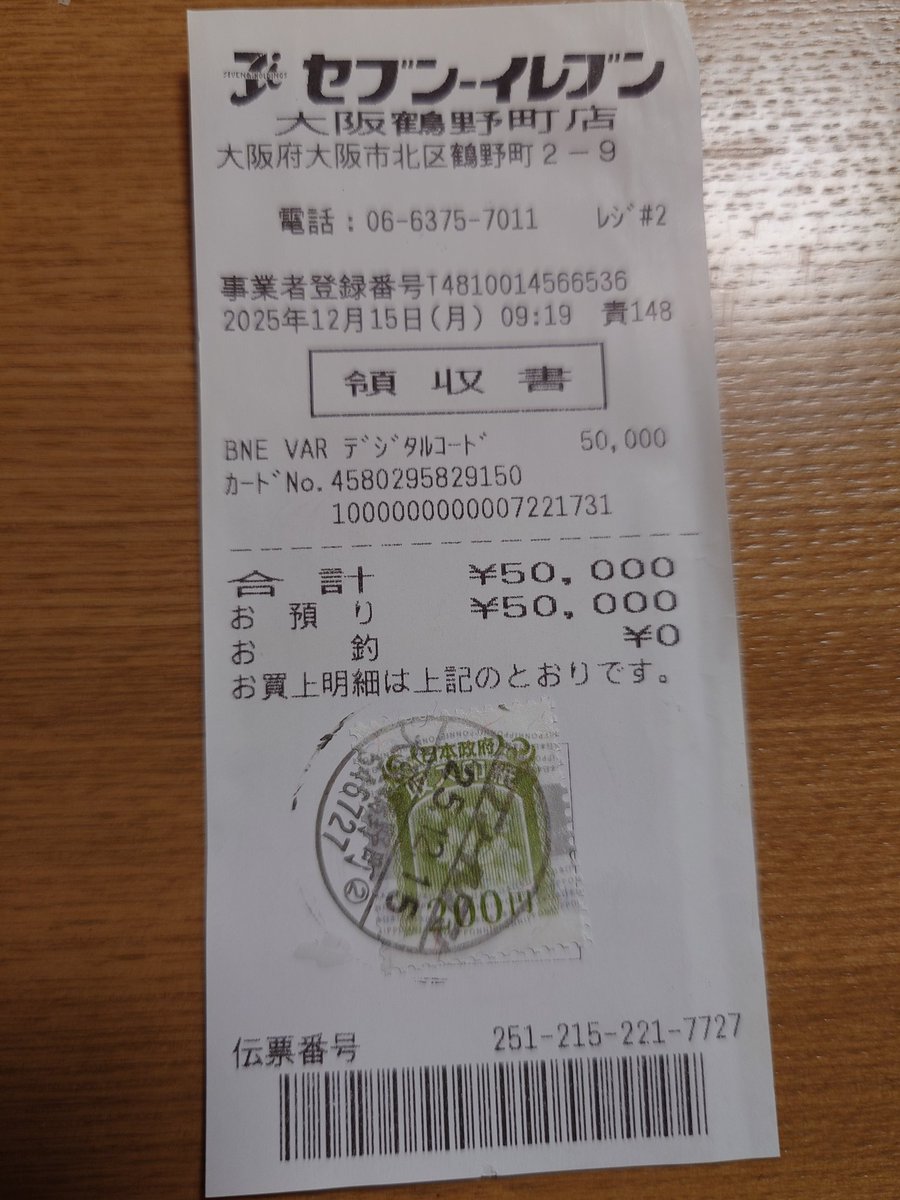 セブン-イレブン
SEVEN&i HOLDINGS
大阪鶴野町店
大阪府大阪市北区鶴野町2-9
電話:06-6375-7011 レジ#2
事業者登録番号T4810014566536
2025年12月15日(月) 09:19 責148
領収書
BNE VAR デジタルコード 50,000
カードNo.4580295829150
1000000000007221731
合計 ¥50,000
お預り ¥50,000
お釣 ¥0
お買上明細は上記のとおりです。
日本政府
200円
546727
25.12.15
②
伝票番号 251-215-221-7727